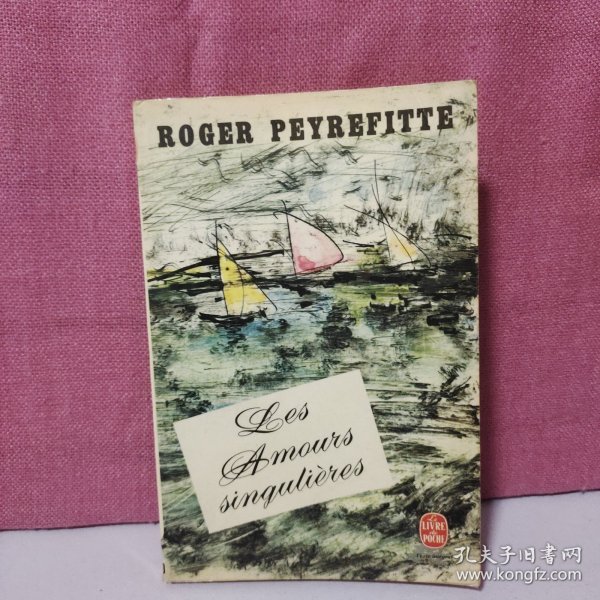 ROGER PEYREFITTE
Les
Amours
singulières
Le
LIVRE
de
POCHE
孔夫子旧书网
www.kongfz.com